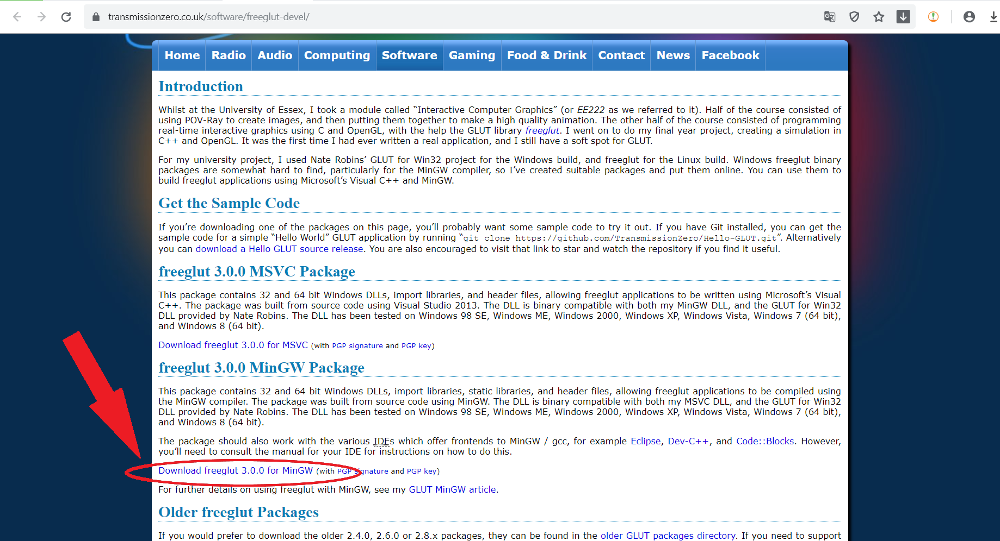 transmissionzero.co.uk/software/freeglut-devel/
Home Radio Audio Computing Software Gaming Food & Drink Contact News Facebook
Introduction
Whilst at the University of Essex, I took a module called “Interactive Computer Graphics” (or EE222 as we referred to it). Half of the course consisted of
using POV-Ray to create images, and then putting them together to make a high quality animation. The other half of the course consisted of programming
real-time interactive graphics using C and OpenGL, with the help the GLUT library freeglut. I went on to do my final year project, creating a simulation in
C++ and OpenGL. It was the first time I had ever written a real application, and I still have a soft spot for GLUT.
For my university project, I used Nate Robins’ GLUT for Win32 project for the Windows build, and freeglut for the Linux build. Windows freeglut binary
packages are somewhat hard to find, particularly for the MinGW compiler, so I’ve created suitable packages and put them online. You can use them to
build freeglut applications using Microsoft’s Visual C++ and MinGW.
Get the Sample Code
If you’re downloading one of the packages on this page, you’ll probably want some sample code to try it out. If you have Git installed, you can get the
sample code for a simple “Hello World” GLUT application by running “git clone https://github.com/TransmissionZero/Hello-GLUT.git”. Alternatively
you can download a Hello GLUT source release. You are also encouraged to visit that link to star and watch the repository if you find it useful.
freeglut 3.0.0 MSVC Package
This package contains 32 and 64 bit Windows DLLs, import libraries, and header files, allowing freeglut applications to be written using Microsoft’s Visual
C++. The package was built from source code using Visual Studio 2013. The DLL is binary compatible with both my MinGW DLL, and the GLUT for Win32
DLL provided by Nate Robins. The DLL has been tested on Windows 98 SE, Windows ME, Windows 2000, Windows XP, Windows Vista, Windows 7 (64 bit),
and Windows 8 (64 bit).
Download freeglut 3.0.0 for MSVC (with PGP signature and PGP key)
freeglut 3.0.0 MinGW Package
This package contains 32 and 64 bit Windows DLLs, import libraries, static libraries, and header files, allowing freeglut applications to be compiled using
the MinGW compiler. The package was built from source code using MinGW. The DLL is binary compatible with both my MSVC DLL, and the GLUT for Win32
DLL provided by Nate Robins. The DLL has been tested on Windows 98 SE, Windows ME, Windows 2000, Windows XP, Windows Vista, Windows 7 (64 bit),
and Windows 8 (64 bit).
The package should also work with the various IDEs which offer frontends to MinGW / gcc, for example Eclipse, Dev-C++, and Code::Blocks. However,
you’ll need to consult the manual for your IDE for instructions on how to do this.
Download freeglut 3.0.0 for MinGW (with PGP signature and PGP key)
For further details on using freeglut with MinGW, see my GLUT MinGW article.
Older freeglut Packages
If you would prefer to download the older 2.4.0, 2.6.0 or 2.8.x packages, they can be found in the older GLUT packages directory. If you need to support